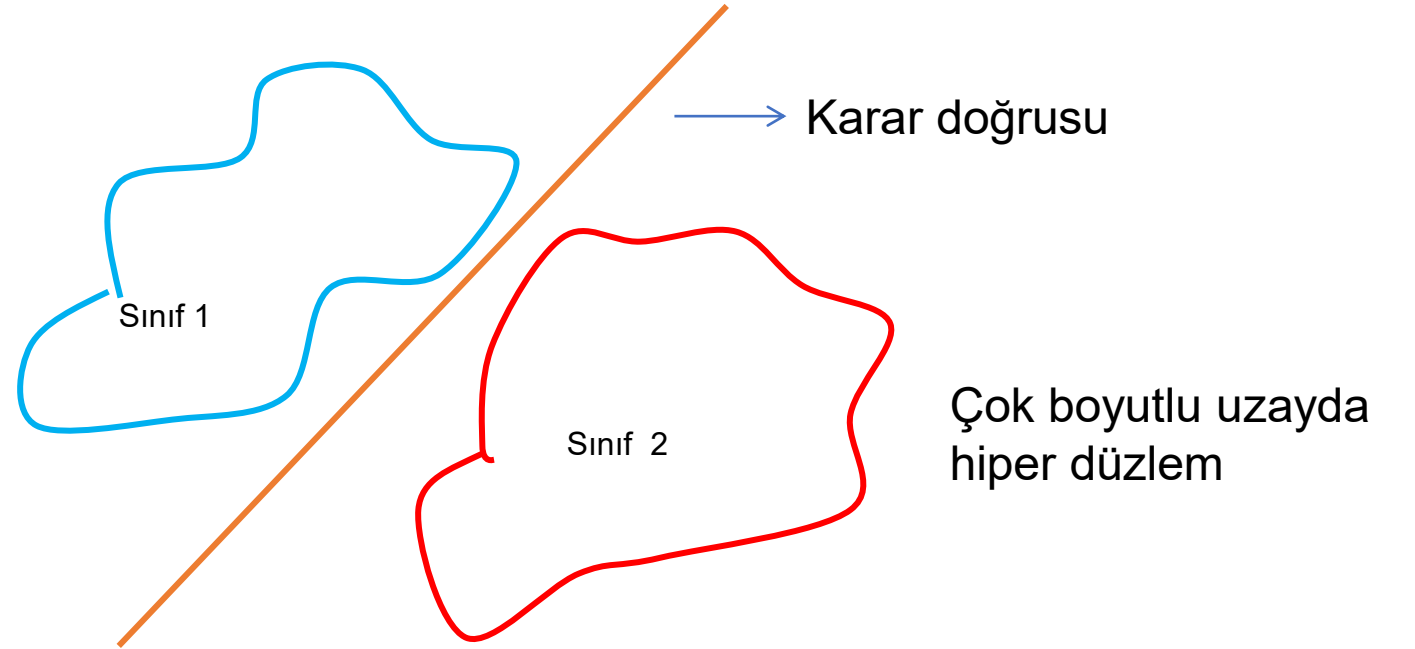 Karar doğrusu
Sınıf 1
Çok boyutlu uzayda
hiper düzlem
Sınıf  2